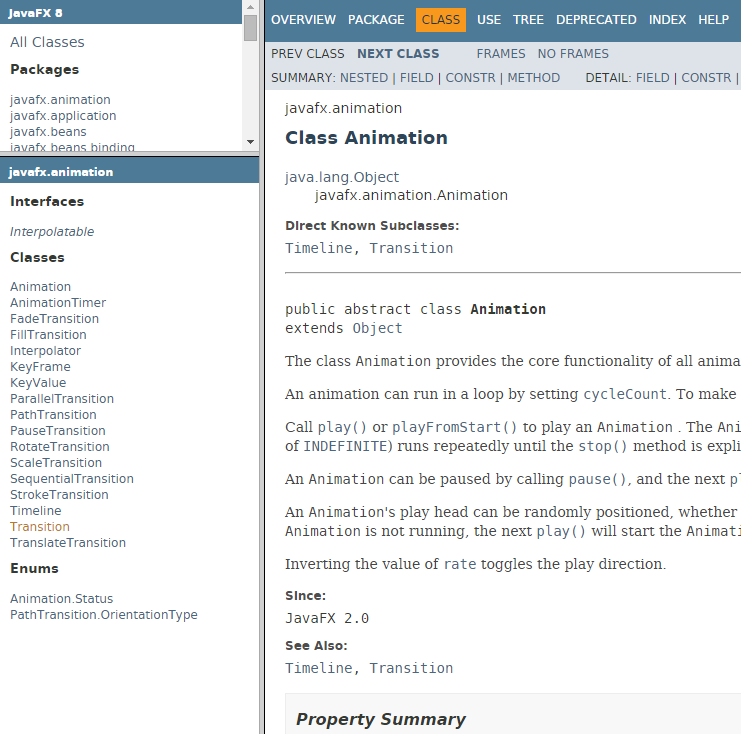 JavaFX 8
All Classes
Packages
javafx.animation
javafx.application
javafx.beans
javafx.beans.binding
javafx.animation
Interfaces
Interpolatable
Classes
Animation
AnimationTimer
FadeTransition
FillTransition
Interpolator
KeyFrame
KeyValue
ParallelTransition
PathTransition
PauseTransition
RotateTransition
ScaleTransition
SequentialTransition
StrokeTransition
Timeline
Transition
TranslateTransition
Enums
Animation.Status
PathTransition.OrientationType
OVERVIEW PACKAGE CLASS USE TREE DEPRECATED INDEX HELP
PREV CLASS NEXT CLASS FRAMES NO FRAMES
SUMMARY: NESTED | FIELD | CONSTR | METHOD DETAIL: FIELD | CONSTR |
javafx.animation
Class Animation
java.lang.Object
javafx.animation.Animation
Direct Known Subclasses:
Timeline, Transition
public abstract class Animation
extends Object
The class Animation provides the core functionality of all anima
An animation can run in a loop by setting cycleCount. To make
Call play() or playFromStart() to play an Animation . The Ani
of INDEFINITE) runs repeatedly until the stop() method is expli
An Animation can be paused by calling pause(), and the next pl
An Animation's play head can be randomly positioned, whether
Animation is not running, the next play() will start the Animati
Inverting the value of rate toggles the play direction.
Since:
JavaFX 2.0
See Also:
Timeline, Transition
Property Summary